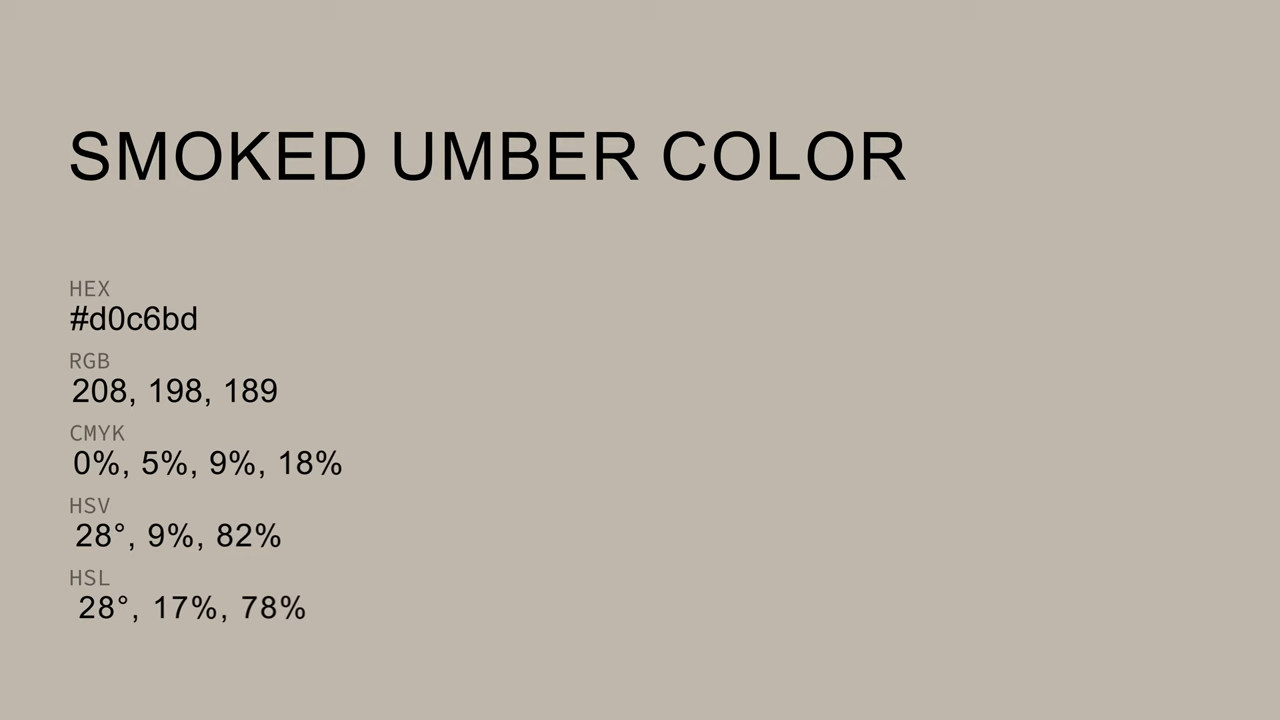 SMOKED UMBER COLOR
HEX
#d0c6bd
RGB
208, 198, 189
CMYK
0%, 5%, 9%, 18%
HSV
28°, 9%, 82%
HSL
28°, 17%, 78%